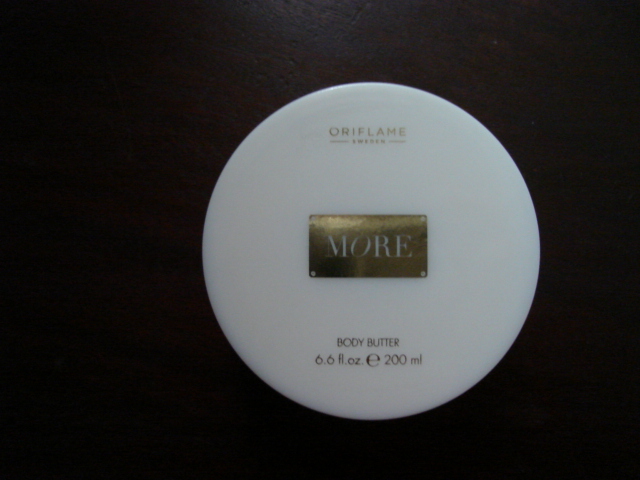 ORIFLAME
SWEDEN
MORE
BODY BUTTER
6.6 fl.oz. ℮ 200 ml